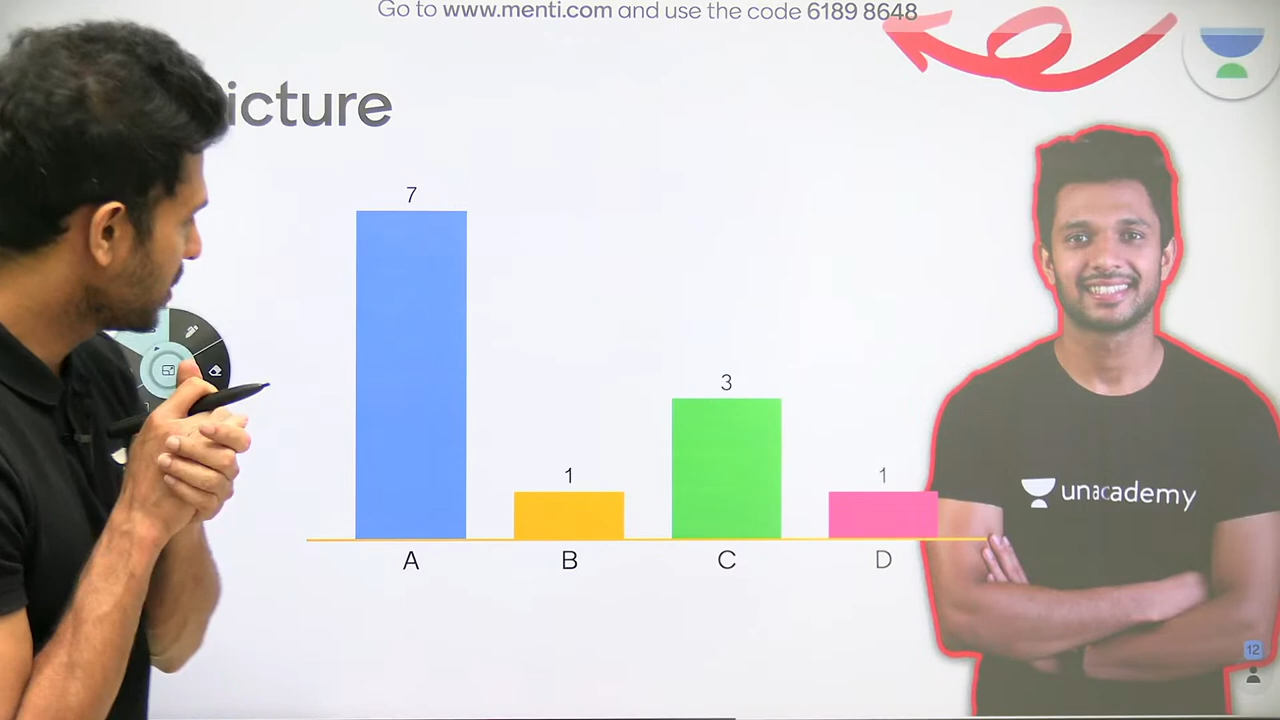 Go to www.menti.com and use the code 6189 8648
icture
7
1
3
1
A
B
C
D
unacademy
12